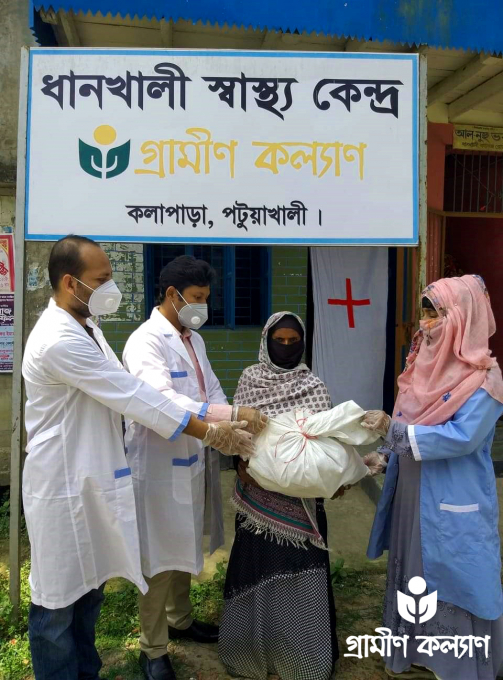 ধানখালী স্বাস্থ্য কেন্দ্র
গ্রামীণ কল্যাণ
কলাপাড়া, পটুয়াখালী।
গ্রামীণ কল্যাণ